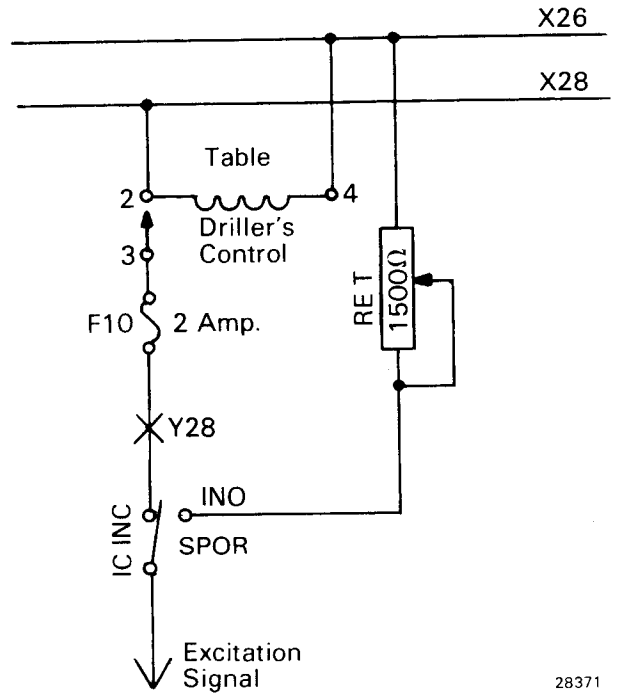 X26
X28
Table
2
4
Driller's
Control
3
F10 2 Amp.
RE T
1500Ω
Y28
INO
IC INC
SPOR
Excitation
Signal
28371